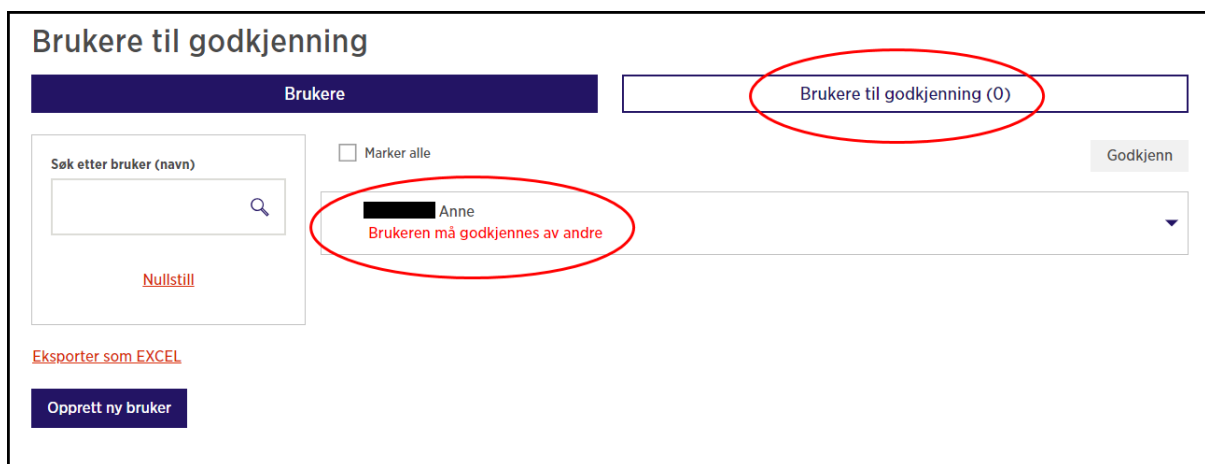 Brukere til godkjenning
Brukere
Brukere til godkjenning (0)
Søk etter bruker (navn)
Nullstill
Marker alle
Godkjenn
Anne
Brukeren må godkjennes av andre
Eksporter som EXCEL
Opprett ny bruker